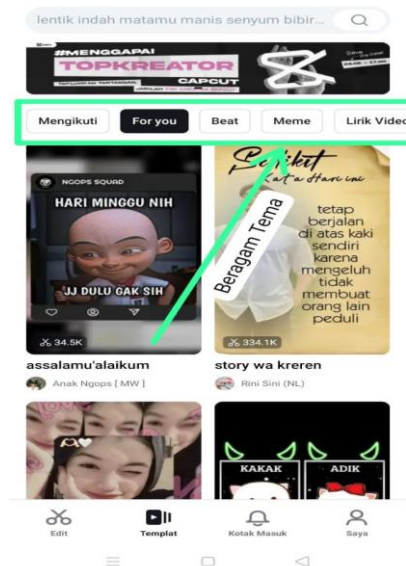 lentik indah matamu manis senyum bibir...
#MENGGAPAI
TOPKREATOR
CAPCUT
Mengikuti
For you
Beat
Meme
Lirik Video
NGOPS SQUAD
HARI MINGGU NIH
JJ DULU GAK SIH
34.5K
assalamu'alaikum
Anak Ngops [ MW ]
Kata Hari ini
tetap
berjalan
di atas kaki
sendiri
karena
mengeluh
tidak
membuat
orang lain
peduli
334.1K
Beragam Tema
story wa kreren
Rini Sini (NL)
KAKAK
ADIK
Edit
Templat
Kotak Masuk
Saya